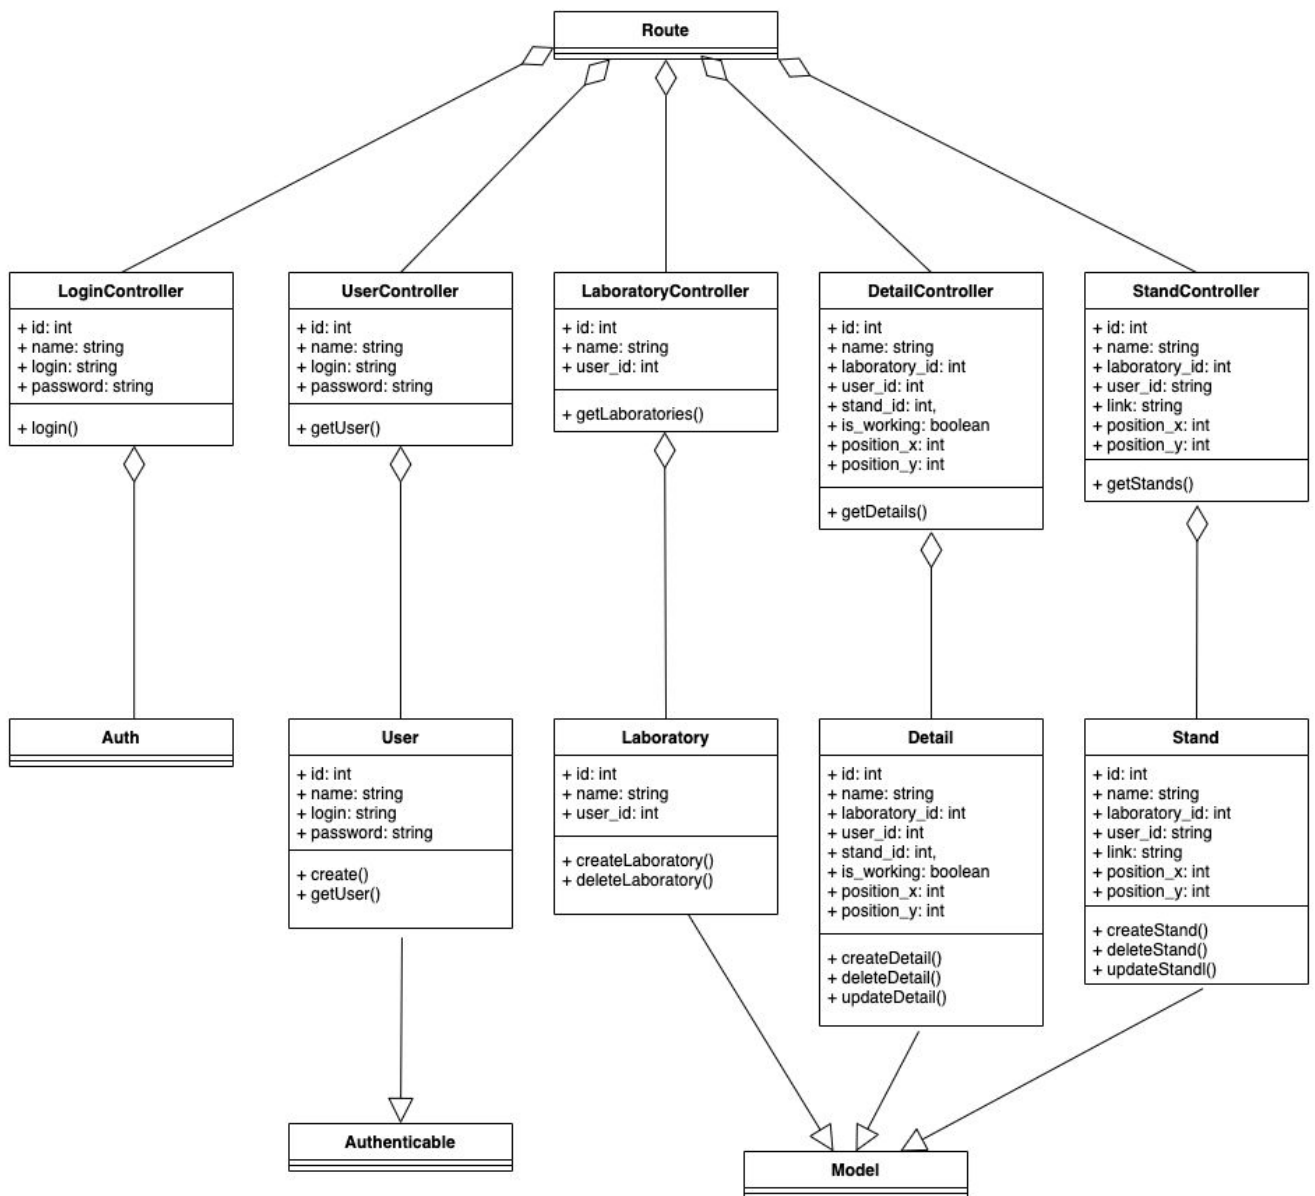 Route
LoginController
+ id: int
+ name: string
+ login: string
+ password: string
+ login()
UserController
+ id: int
+ name: string
+ login: string
+ password: string
+ getUser()
LaboratoryController
+ id: int
+ name: string
+ user_id: int
+ getLaboratories()
DetailController
+ id: int
+ name: string
+ laboratory_id: int
+ user_id: int
+ stand_id: int,
+ is_working: boolean
+ position_x: int
+ position_y: int
+ getDetails()
StandController
+ id: int
+ name: string
+ laboratory_id: int
+ user_id: string
+ link: string
+ position_x: int
+ position_y: int
+ getStands()
Auth
User
+ id: int
+ name: string
+ login: string
+ password: string
+ create()
+ getUser()
Laboratory
+ id: int
+ name: string
+ user_id: int
+ createLaboratory()
+ deleteLaboratory()
Detail
+ id: int
+ name: string
+ laboratory_id: int
+ user_id: int
+ stand_id: int,
+ is_working: boolean
+ position_x: int
+ position_y: int
+ createDetail()
+ deleteDetail()
+ updateDetail()
Stand
+ id: int
+ name: string
+ laboratory_id: int
+ user_id: string
+ link: string
+ position_x: int
+ position_y: int
+ createStand()
+ deleteStand()
+ updateStandl()
Authenticable
Model